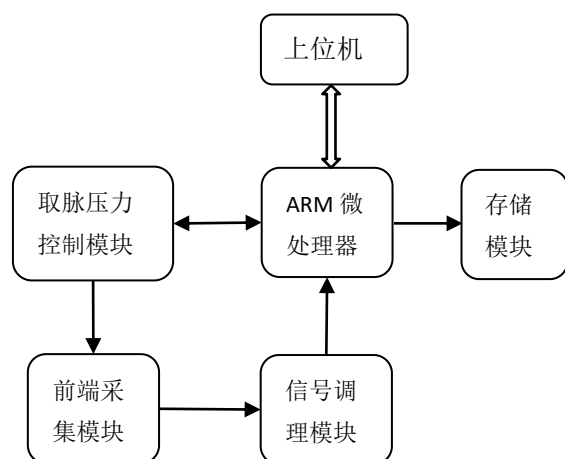 上位机
取脉压力
控制模块
ARM 微
处理器
存储
模块
前端采
集模块
信号调
理模块